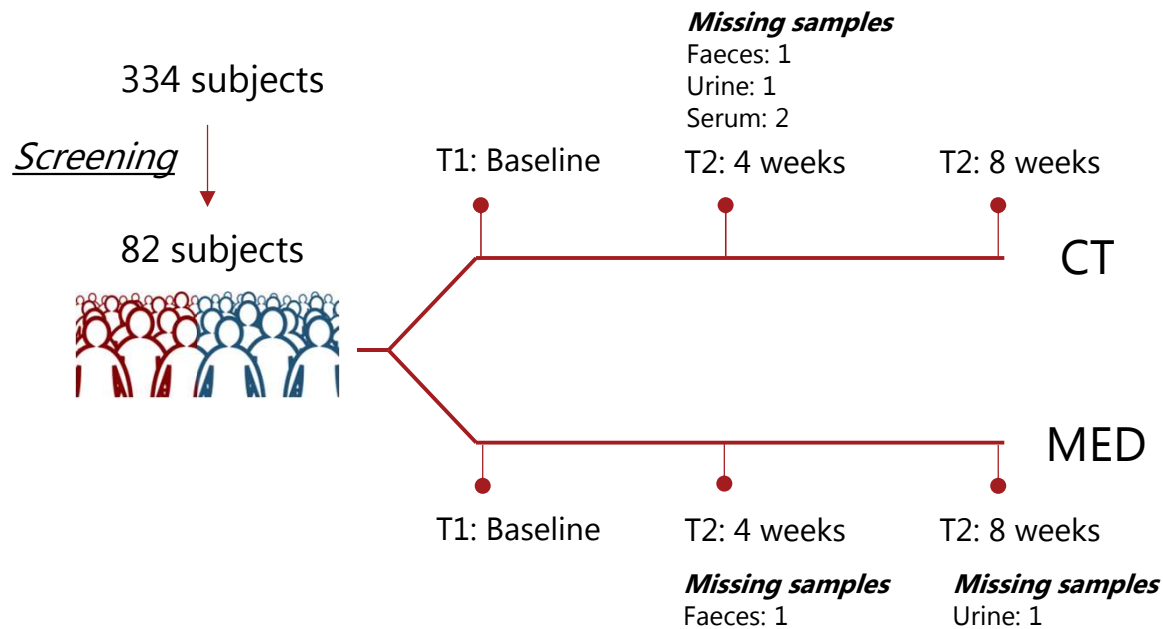 Missing samples
Faeces: 1
Urine: 1
Serum: 2
334 subjects
Screening
82 subjects
T1: Baseline
T2: 4 weeks
T2: 8 weeks
CT
MED
T1: Baseline
T2: 4 weeks
T2: 8 weeks
Missing samples
Faeces: 1
Missing samples
Urine: 1